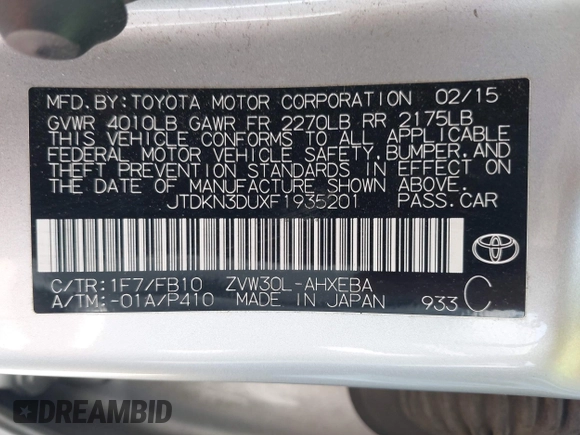 MFD.BY:TOYOTA MOTOR CORPORATION 02/15
GVWR 4010LB GAWR FR 2270LB RR 2175LB
THIS VEHICLE CONFORMS TO ALL APPLICABLE
FEDERAL MOTOR VEHICLE SAFETY,BUMPER,AND
THEFT PREVENTION STANDARDS IN EFFECT ON
THE DATE OF MANUFACTURE SHOWN ABOVE.
JTDKN3DUXF1935201 PASS.CAR
C/TR:1F7/FB10 ZVW30L-AHXEBA
A/TM:-01A/P410 MADE IN JAPAN 933 C
DREAMBID